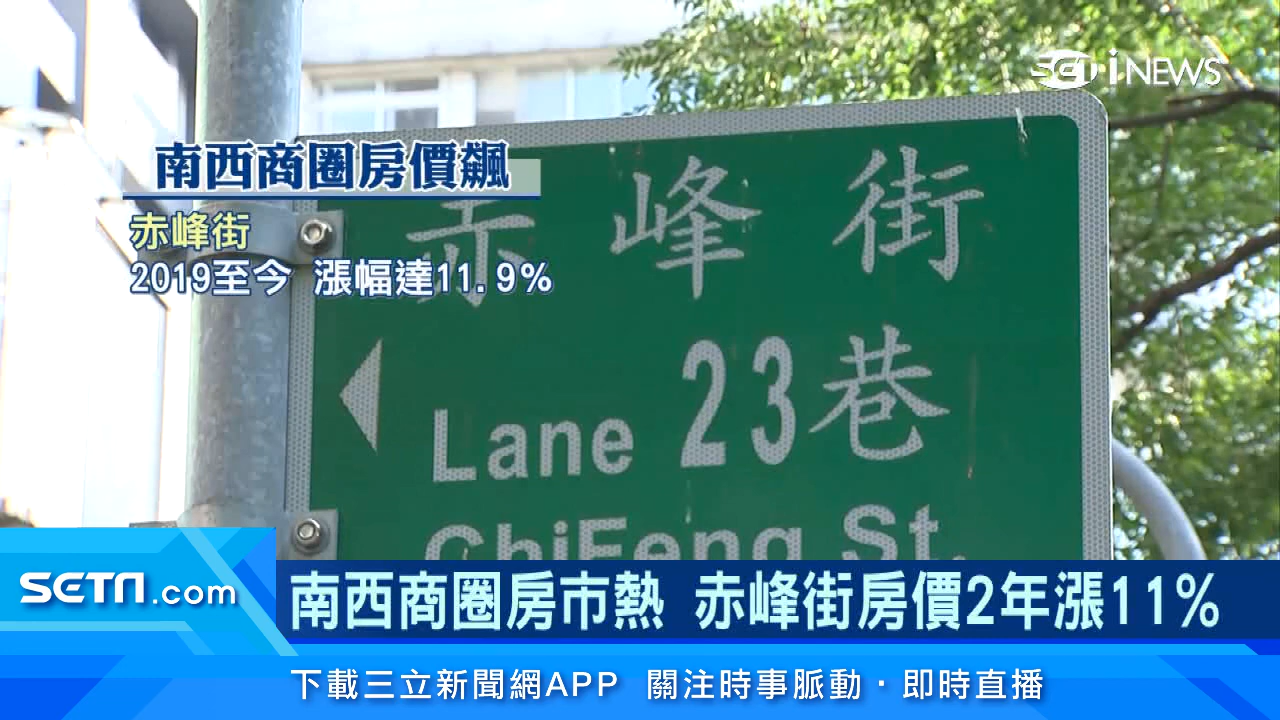 SETN iNEWS
南西商圈房價飆
赤峰街
2019至今 漲幅達11.9%
赤峰街
Lane 23巷
ChiFeng St.
SETN.com
南西商圈房市熱 赤峰街房價2年漲11%
下載三立新聞網APP 關注時事脈動·即時直播